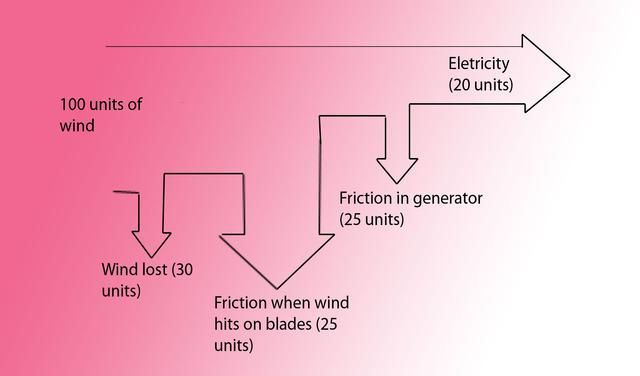 Eletricity
(20 units)
100 units of
wind
Friction in generator
(25 units)
Wind lost (30
units)
Friction when wind
hits on blades (25
units)